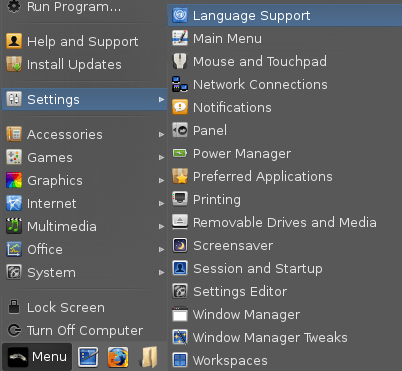 Run Program...
Help and Support
Install Updates
Settings
Accessories
Games
Graphics
Internet
Multimedia
Office
System
Lock Screen
Turn Off Computer
Menu
Language Support
Main Menu
Mouse and Touchpad
Network Connections
Notifications
Panel
Power Manager
Preferred Applications
Printing
Removable Drives and Media
Screensaver
Session and Startup
Settings Editor
Window Manager
Window Manager Tweaks
Workspaces